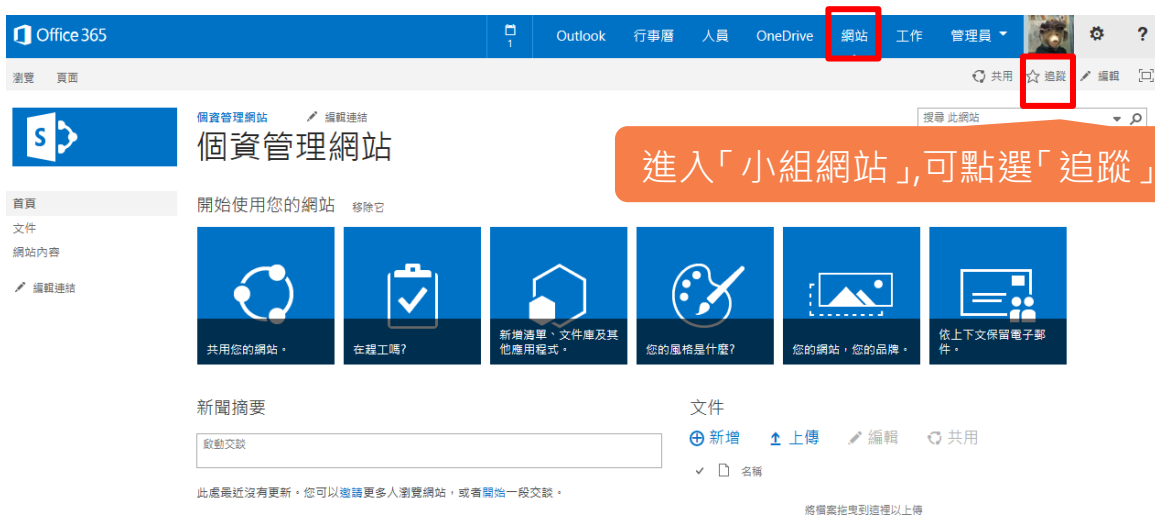 Office 365
1
Outlook
行事曆
人員
OneDrive
網站
工作
管理員
?
瀏覽
頁面
共用
追蹤
編輯
S
個資管理網站
編輯連結
搜尋 此網站
個資管理網站
進入「小組網站」,可點選「追蹤」
首頁
文件
網站內容
編輯連結
開始使用您的網站
移除它
共用您的網站。
在趕工嗎?
新增清單、文件庫及其
他應用程式。
您的風格是什麼?
您的網站，您的品牌。
依上下文保留電子郵
件。
新聞摘要
啟動交談
此處最近沒有更新。您可以邀請更多人瀏覽網站，或者開始一段交談。
文件
新增
上傳
編輯
共用
名稱
將檔案拖曳到這裡以上傳